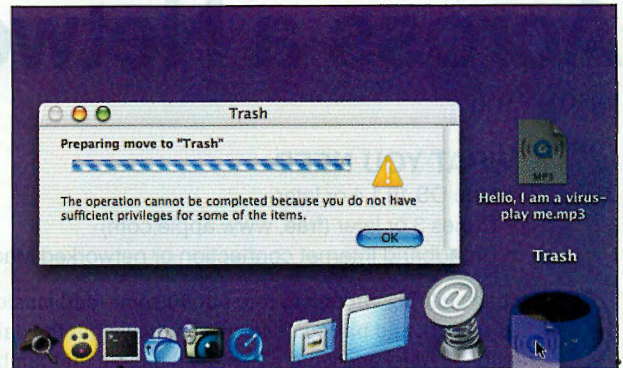 Trash
Preparing move to "Trash"
The operation cannot be completed because you do not have
sufficient privileges for some of the items.
OK
MP3
Hello, I am a virus–
play me.mp3
Trash
@